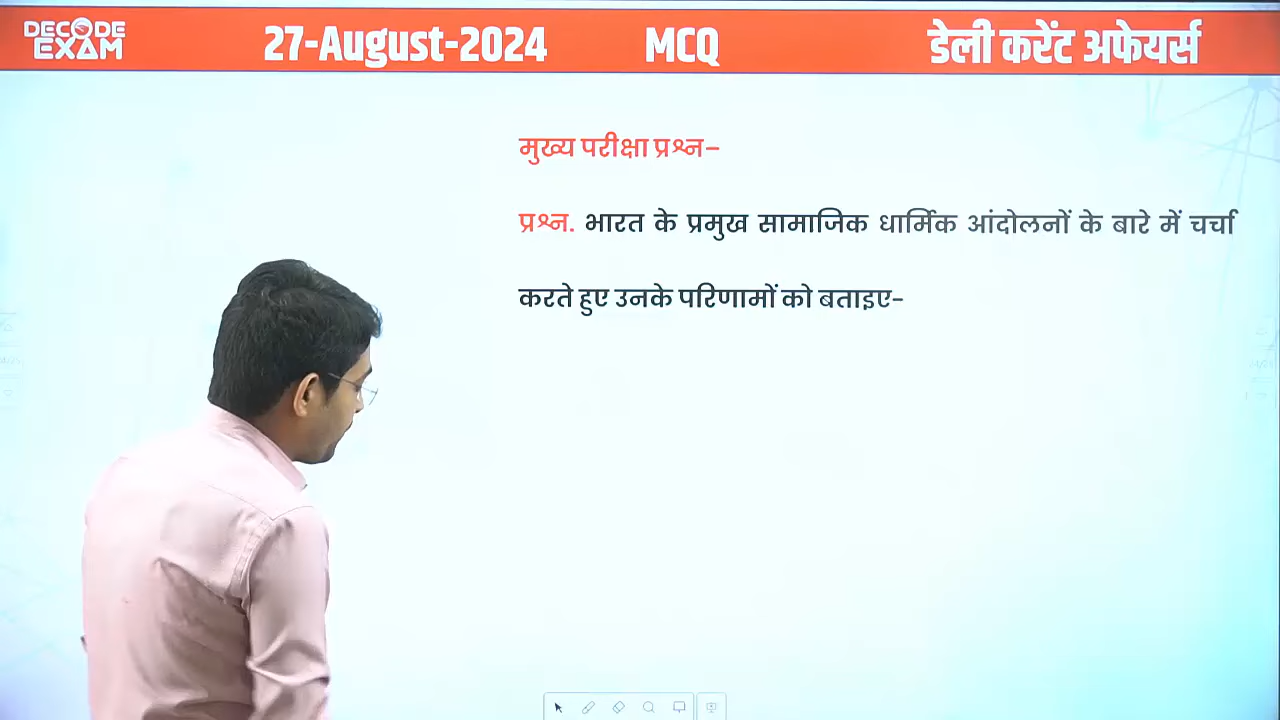 DECODE
EXAM
27-August-2024 MCQ डेली करेंट अफेयर्स
मुख्य परीक्षा प्रश्न–
प्रश्न. भारत के प्रमुख सामाजिक धार्मिक आंदोलनों के बारे में चर्चा
करते हुए उनके परिणामों को बताइए-